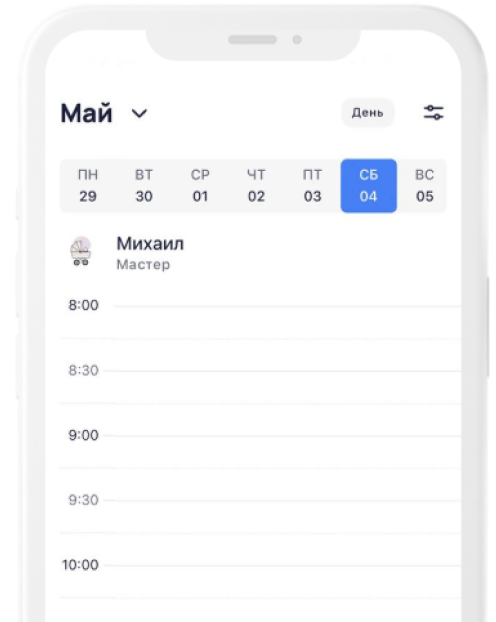 Май
День
ПН ВТ СР ЧТ ПТ СБ ВС
29 30 01 02 03 04 05
Михаил
Мастер
8:00
8:30
9:00
9:30
10:00